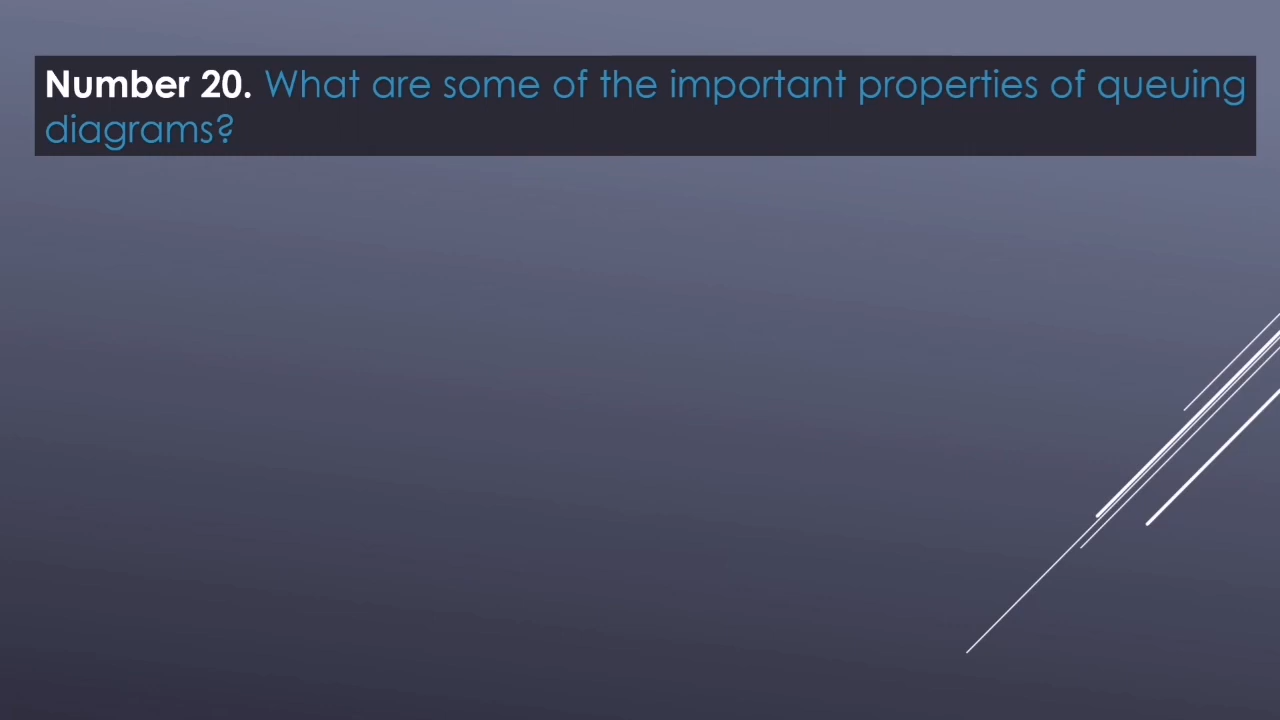 Number 20. What are some of the important properties of queuing
diagrams?